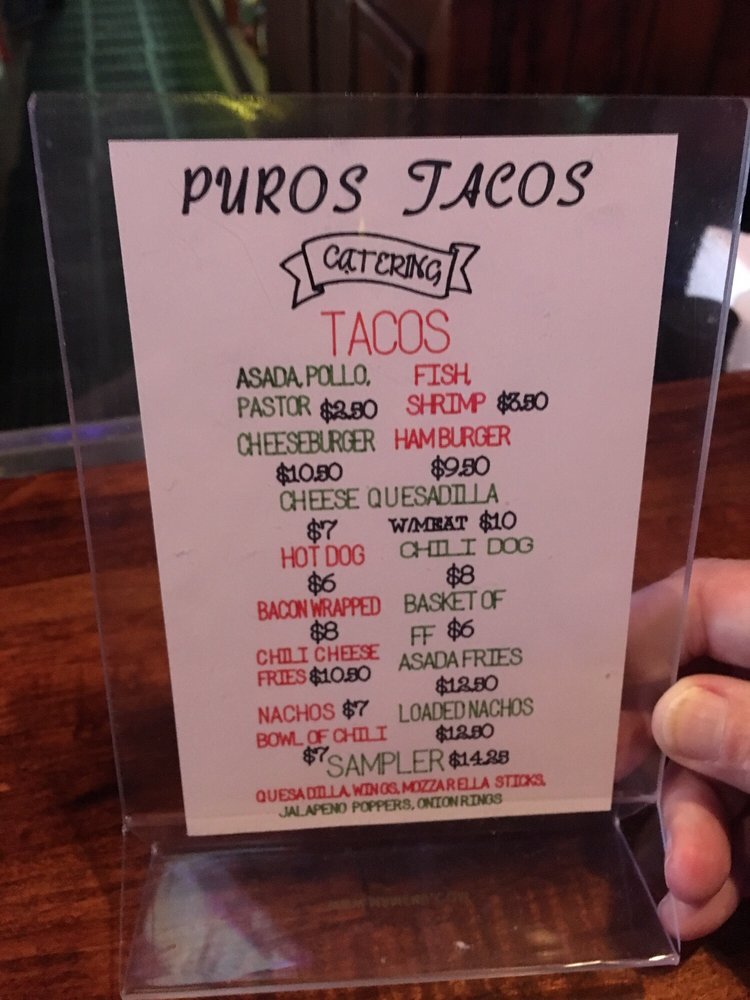 PUROS TACOS
CATERING
TACOS
ASADA, POLLO, FISH,
PASTOR $2.50 SHRIMP $3.50
CHEESEBURGER HAMBURGER
$10.50 $9.50
CHEESE QUESADILLA
$7 W/MEAT $10
HOT DOG CHILI DOG
$6 $8
BACON WRAPPED BASKET OF
$8 FF $6
CHILI CHEESE ASADA FRIES
FRIES $10.50 $12.50
NACHOS $7 LOADED NACHOS
BOWL OF CHILI $12.50
$7 SAMPLER $14.25
QUESADILLA, WINGS, MOZZARELLA STICKS,
JALAPENO POPPERS, ONION RINGS